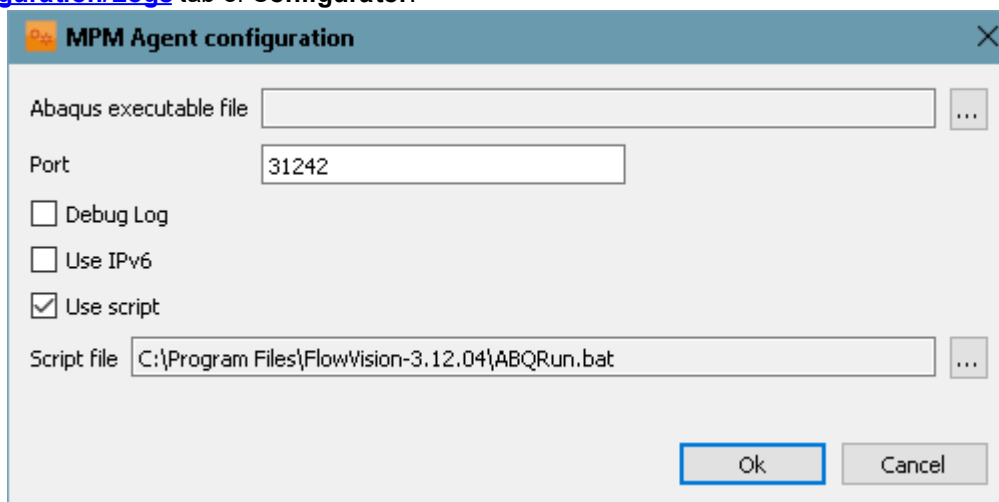 MPM Agent configuration
Abaqus executable file ...
Port 31242
Debug Log
Use IPv6
Use script
Script file C:\Program Files\FlowVision-3.12.04\ABQRun.bat ...
Ok Cancel